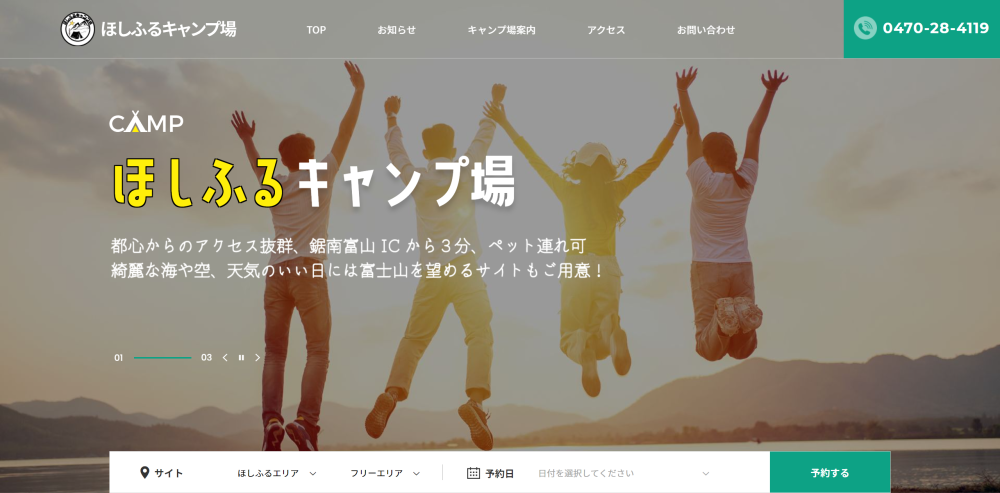 ほしふるキャンプ場
TOP
お知らせ
キャンプ場案内
アクセス
お問い合わせ
0470-28-4119
CAMP
ほしふるキャンプ場
都心からのアクセス抜群、鋸南富山 IC から３分、ペット連れ可
綺麗な海や空、天気のいい日には富士山を望めるサイトもご用意！
01
03
サイト
ほしふるエリア
フリーエリア
予約日
日付を選択してください
予約する